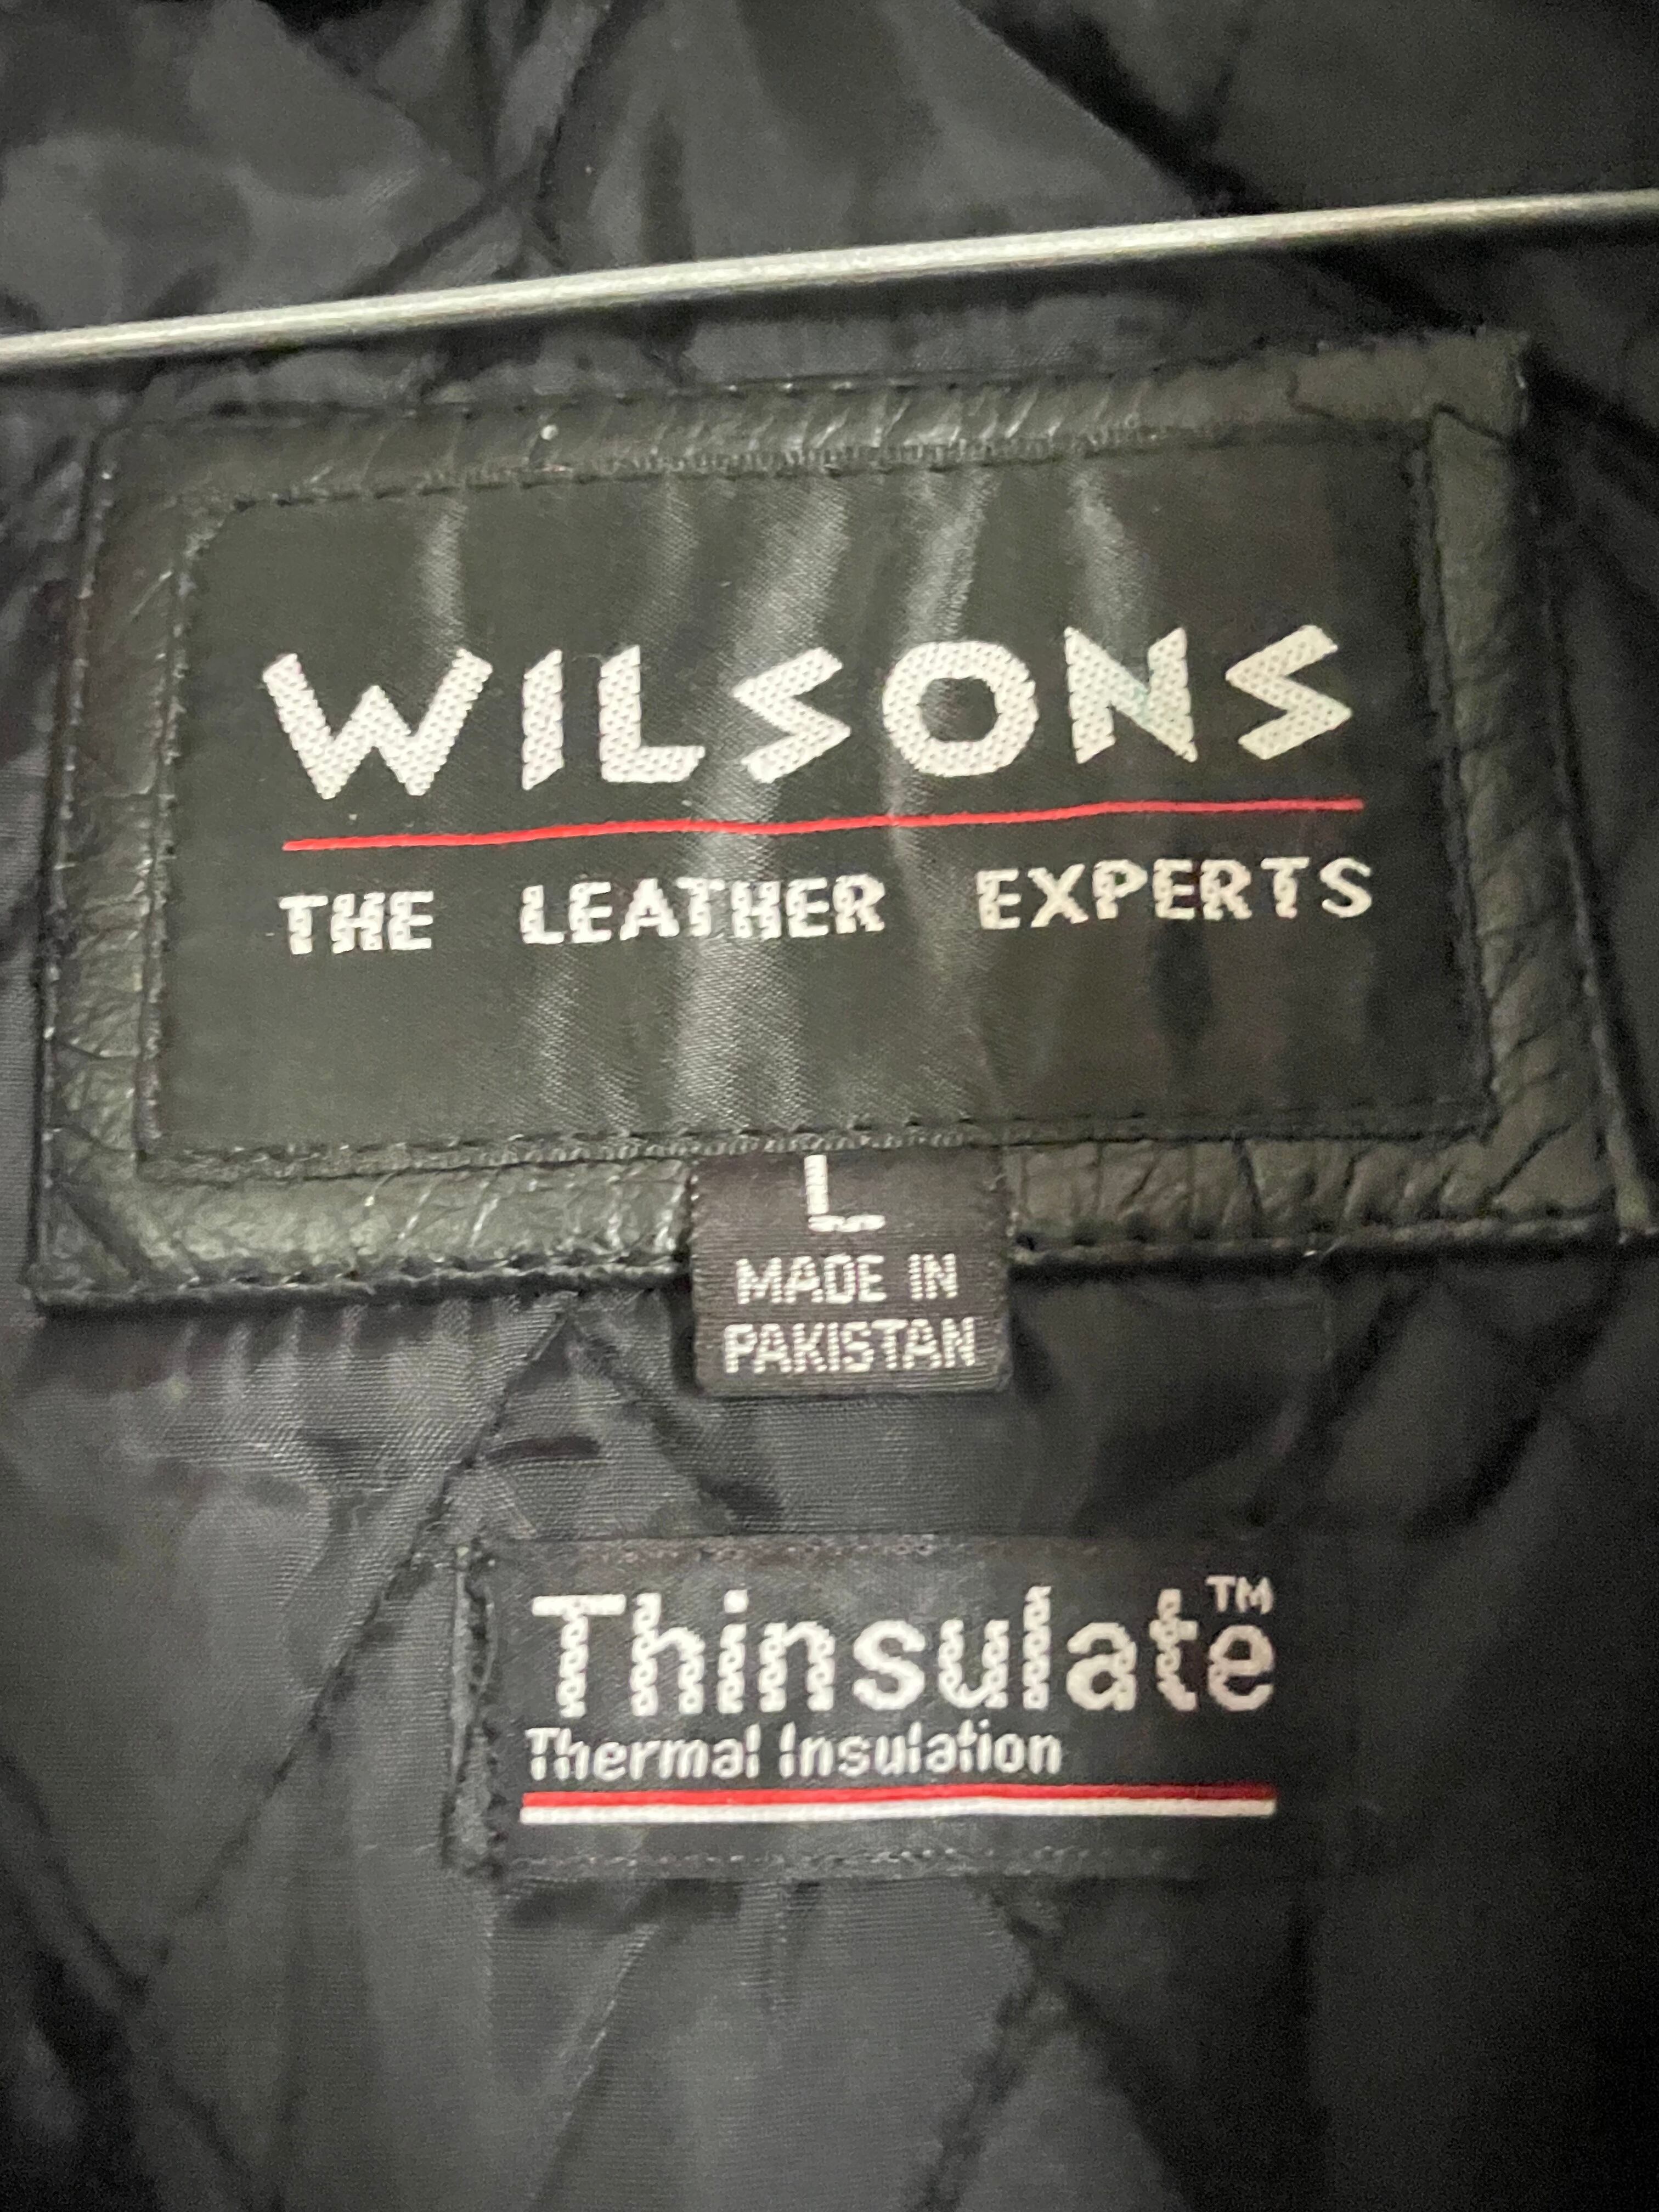 WILSONS
THE LEATHER EXPERTS
L
MADE IN
PAKISTAN
Thinsulate™
Thermal Insulation